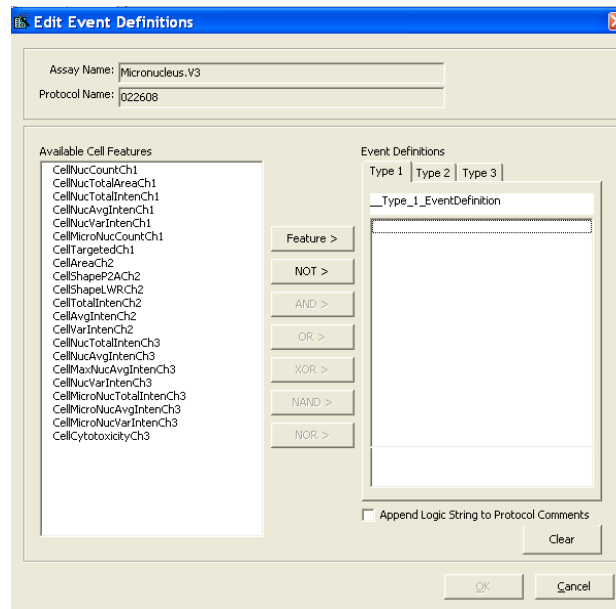 Edit Event Definitions
Assay Name: Micronucleus.V3
Protocol Name: 022608
Available Cell Features
CellNucCountCh1
CellNucTotalAreaCh1
CellNucTotalIntenCh1
CellNucAvgIntenCh1
CellNucVarIntenCh1
CellMicroNucCountCh1
CellTargetedCh1
CellAreaCh2
CellShapeP2ACh2
CellShapeLWRCh2
CellTotalIntenCh2
CellAvgIntenCh2
CellVarIntenCh2
CellNucTotalIntenCh3
CellNucAvgIntenCh3
CellMaxNucAvgIntenCh3
CellNucVarIntenCh3
CellMicroNucTotalIntenCh3
CellMicroNucAvgIntenCh3
CellMicroNucVarIntenCh3
CellCytotoxicityCh3
Feature >
NOT >
AND >
OR >
XOR >
NAND >
NOR >
Event Definitions
Type 1 Type 2 Type 3
__Type_1_EventDefinition
Append Logic String to Protocol Comments
Clear
OK Cancel